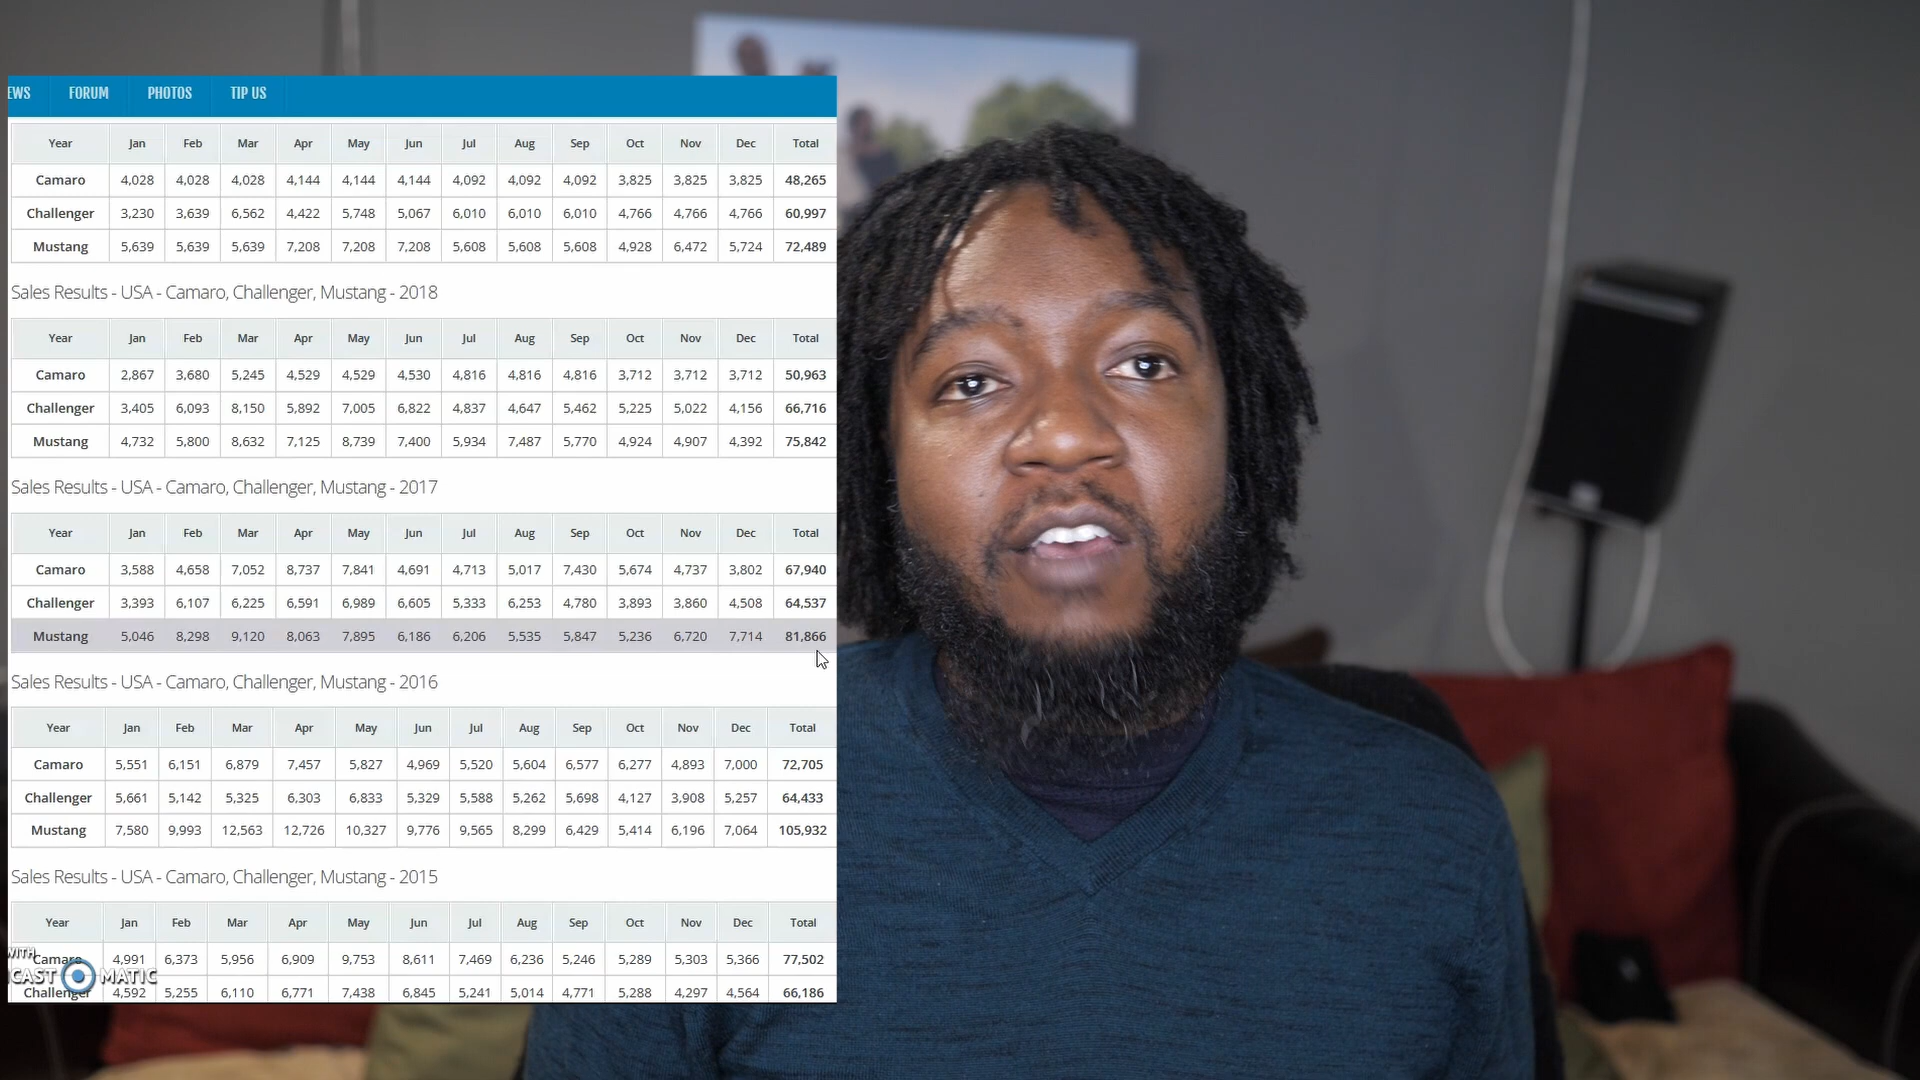 EWS FORUM PHOTOS TIP US
Year Jan Feb Mar Apr May Jun Jul Aug Sep Oct Nov Dec Total
Camaro 4,028 4,028 4,028 4,144 4,144 4,144 4,092 4,092 4,092 3,825 3,825 3,825 48,265
Challenger 3,230 3,639 6,562 4,422 5,748 5,067 6,010 6,010 6,010 4,766 4,766 4,766 60,997
Mustang 5,639 5,639 5,639 7,208 7,208 7,208 5,608 5,608 5,608 4,928 6,472 5,724 72,489
Sales Results - USA - Camaro, Challenger, Mustang - 2018
Year Jan Feb Mar Apr May Jun Jul Aug Sep Oct Nov Dec Total
Camaro 2,867 3,680 5,245 4,529 4,529 4,530 4,816 4,816 4,816 3,712 3,712 3,712 50,963
Challenger 3,405 6,093 8,150 5,892 7,005 6,822 4,837 4,647 5,462 5,225 5,022 4,156 66,716
Mustang 4,732 5,800 8,632 7,125 8,739 7,400 5,934 7,487 5,770 4,924 4,907 4,392 75,842
Sales Results - USA - Camaro, Challenger, Mustang - 2017
Year Jan Feb Mar Apr May Jun Jul Aug Sep Oct Nov Dec Total
Camaro 3,588 4,658 7,052 8,737 7,841 4,691 4,713 5,017 7,430 5,674 4,737 3,802 67,940
Challenger 3,393 6,107 6,225 6,591 6,989 6,605 5,333 6,253 4,780 3,893 3,860 4,508 64,537
Mustang 5,046 8,298 9,120 8,063 7,895 6,186 6,206 5,535 5,847 5,236 6,720 7,714 81,866
Sales Results - USA - Camaro, Challenger, Mustang - 2016
Year Jan Feb Mar Apr May Jun Jul Aug Sep Oct Nov Dec Total
Camaro 5,551 6,151 6,879 7,457 5,827 4,969 5,520 5,604 6,577 6,277 4,893 7,000 72,705
Challenger 5,661 5,142 5,325 6,303 6,833 5,329 5,588 5,262 5,698 4,127 3,908 5,257 64,433
Mustang 7,580 9,993 12,563 12,726 10,327 9,776 9,565 8,299 6,429 5,414 6,196 7,064 105,932
Sales Results - USA - Camaro, Challenger, Mustang - 2015
Year Jan Feb Mar Apr May Jun Jul Aug Sep Oct Nov Dec Total
WITH
Camaro 4,991 6,373 5,956 6,909 9,753 8,611 7,469 6,236 5,246 5,289 5,303 5,366 77,502
CAST MATIC
Challenger 4,592 5,255 6,110 6,771 7,438 6,845 5,241 5,014 4,771 5,288 4,297 4,564 66,186